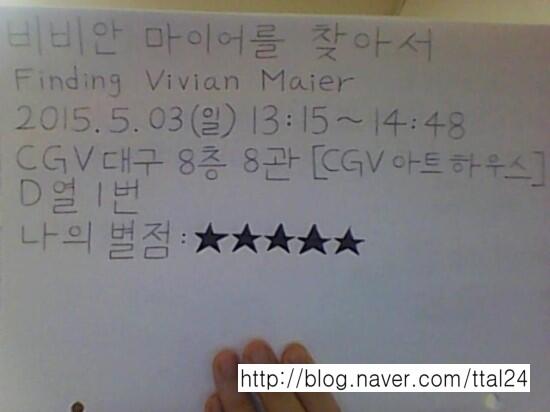 비비안 마이어를 찾아서
Finding Vivian Maier
2015.5.03(일) 13:15~14:48
CGV대구 8층 8관 [CGV아트하우스]
D열 1번
나의 별점:★★★★★
http://blog.naver.com/ttal24